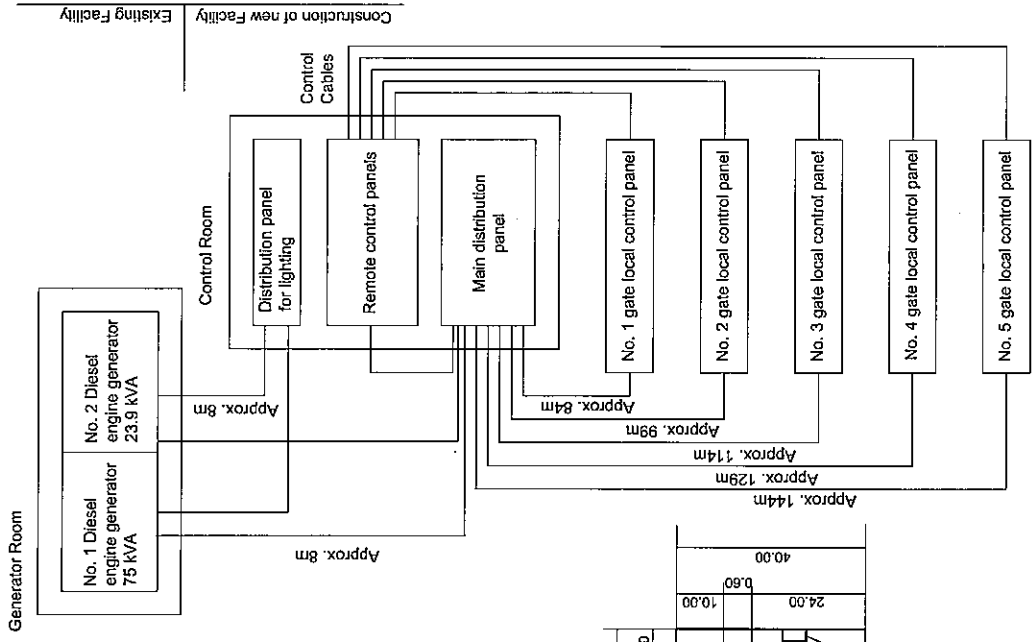 Existing Facility
Construction of new Facility
Generator Room
No. 1 Diesel
engine generator
75 kVA
No. 2 Diesel
engine generator
23.9 kVA
Control Room
Control
Cables
Distribution panel
for lighting
Remote control panels
Main distribution
panel
Approx. 8m
Approx. 8m
No. 1 gate local control panel
No. 2 gate local control panel
No. 3 gate local control panel
No. 4 gate local control panel
No. 5 gate local control panel
Approx. 84m
Approx. 99m
Approx. 114m
Approx. 129m
Approx. 144m
40.00
10.00
0.60
24.00